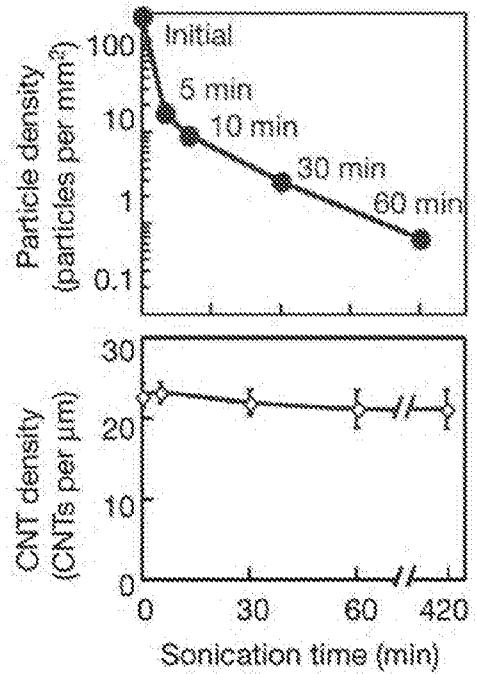 Particle density
(particles per mm²)
100
10
1
0.1
Initial
5 min
10 min
30 min
60 min
CNT density
(CNTs per μm)
30
20
10
0
0
30
60
420
Sonication time (min)